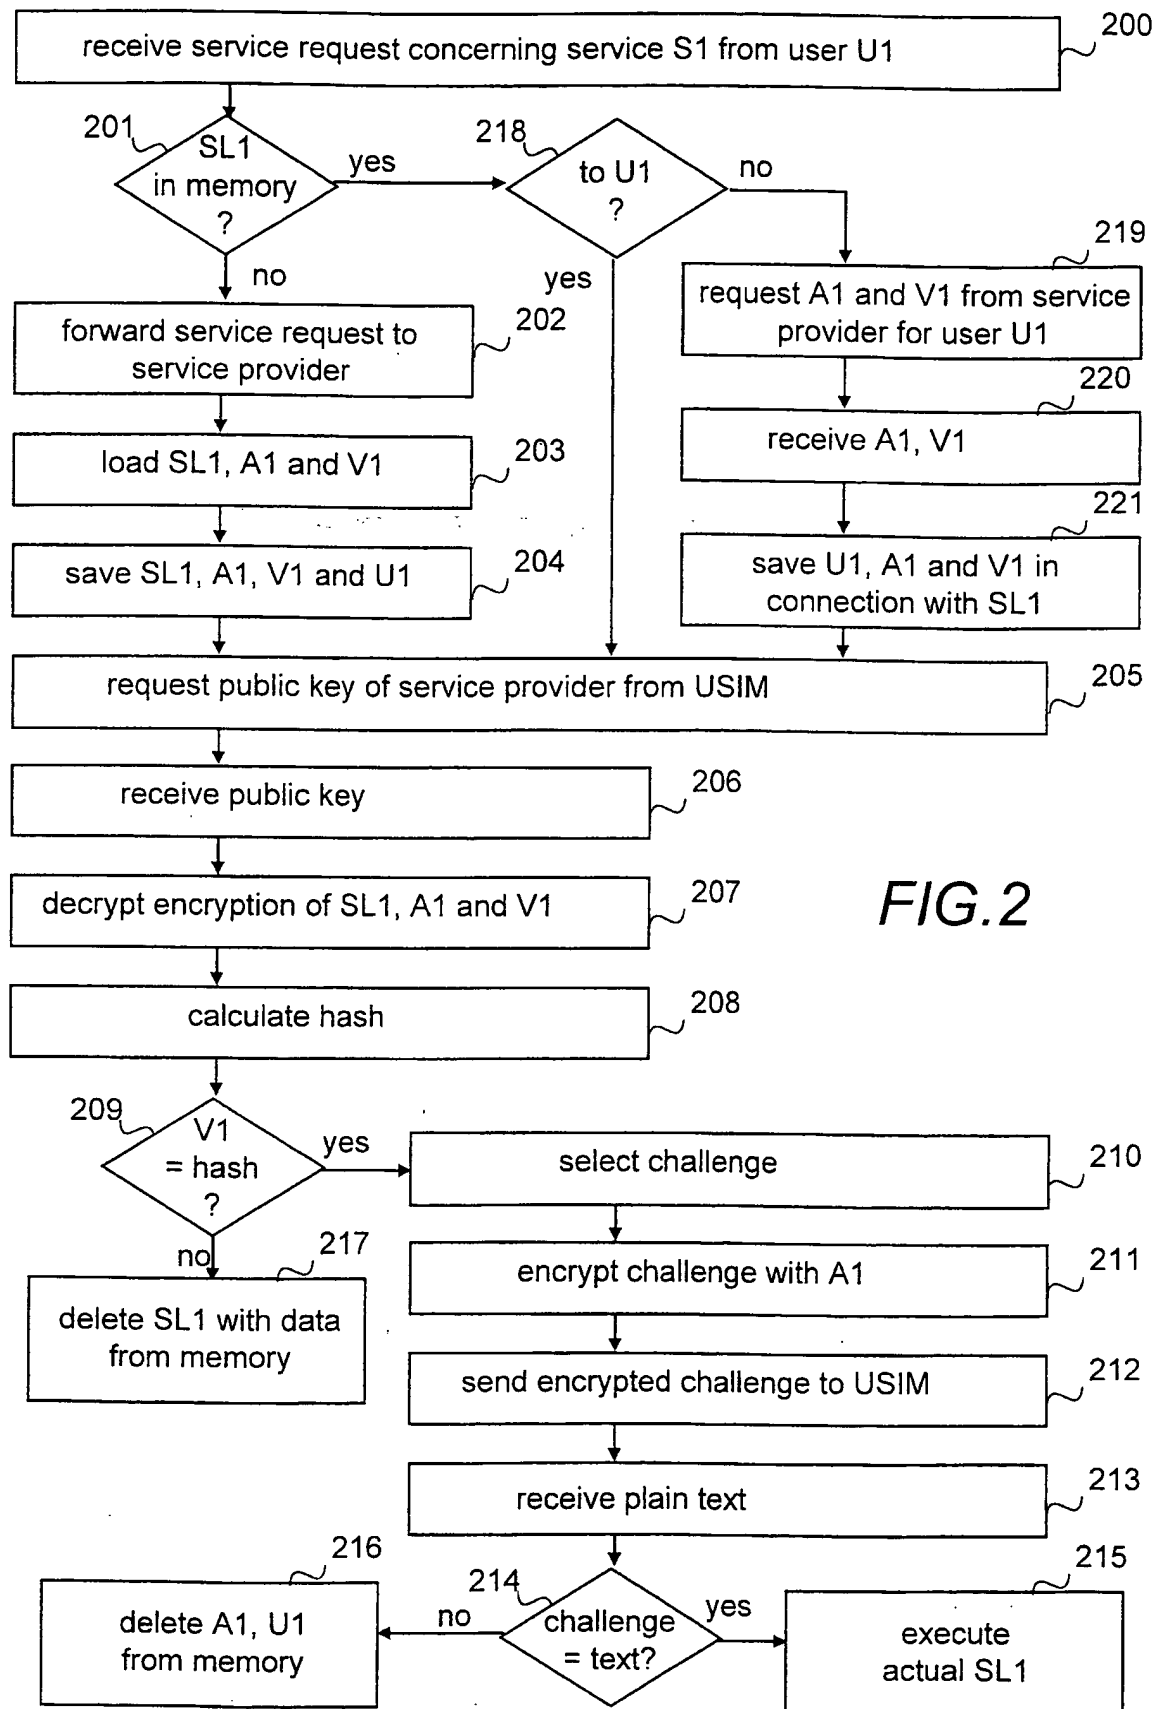 receive service request concerning service S1 from user U1
200
201
SL1
in memory
?
yes
no
218
to U1
?
no
yes
219
request A1 and V1 from service
provider for user U1
202
forward service request to
service provider
220
receive A1, V1
203
load SL1, A1 and V1
221
save U1, A1 and V1 in
connection with SL1
204
save SL1, A1, V1 and U1
205
request public key of service provider from USIM
206
receive public key
207
decrypt encryption of SL1, A1 and V1
FIG.2
208
calculate hash
209
V1
= hash
?
yes
no
210
select challenge
217
delete SL1 with data
from memory
211
encrypt challenge with A1
212
send encrypted challenge to USIM
213
receive plain text
214
challenge
= text?
no
yes
216
delete A1, U1
from memory
215
execute
actual SL1